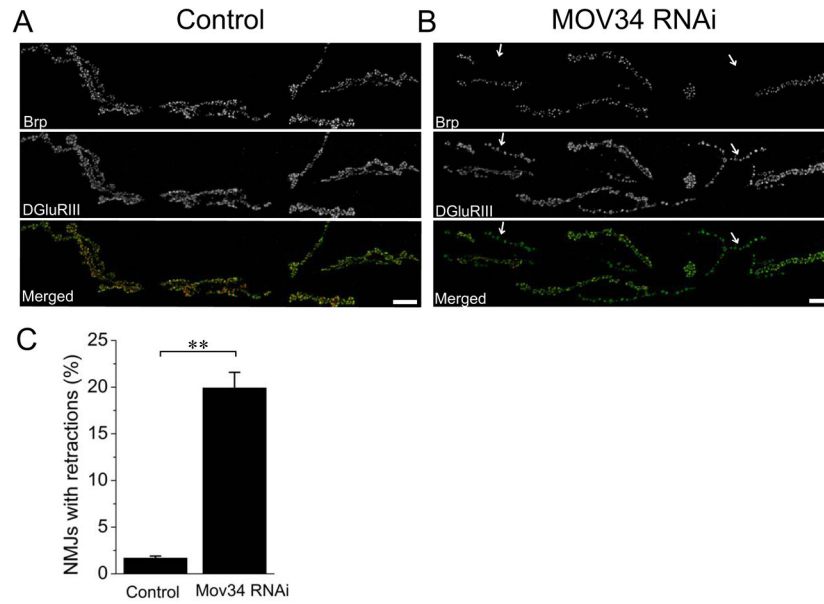 A
Control
B
MOV34 RNAi
Brp
Brp
DGluRIII
DGluRIII
Merged
Merged
C
NMJs with retractions (%)
25
20
15
10
5
0
**
Control
Mov34 RNAi